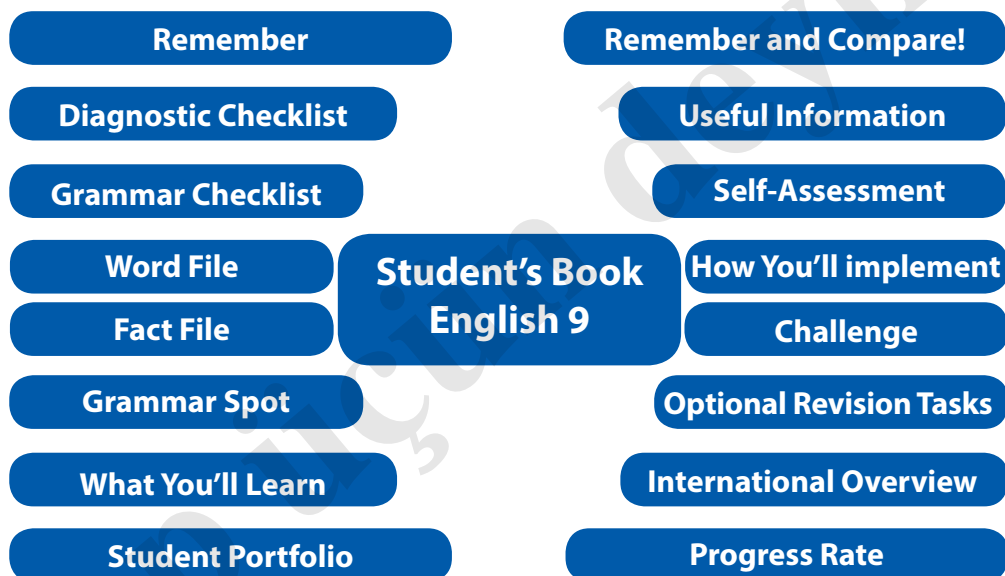 Remember
Remember and Compare!
Diagnostic Checklist
Useful Information
Grammar Checklist
Self-Assessment
Word File
Student's Book
English 9
How You'll implement
Fact File
Challenge
Grammar Spot
Optional Revision Tasks
What You'll Learn
International Overview
Student Portfolio
Progress Rate
üçün